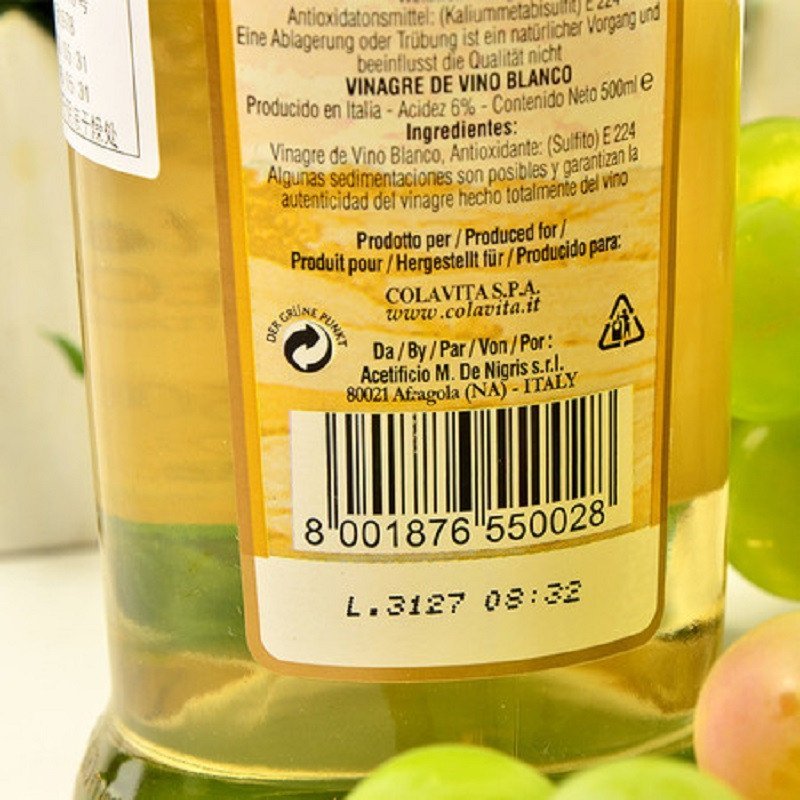 Antioxidatonsmittel: (Kaliummetabisulfit) E 224
Eine Ablagerung oder Trübung ist ein natürlicher Vorgang und
beeinflusst die Qualität nicht
VINAGRE DE VINO BLANCO
Producido en Italia - Acidez 6% - Contenido Neto 500ml e
Ingredientes:
Vinagre de Vino Blanco, Antioxidante: (Sulfito) E 224
Algunas sedimentaciones son posibles y garantizan la
autenticidad del vinagre hecho totalmente del vino
Prodotto per / Produced for /
Produit pour / Hergestellt für / Producido para:
COLAVITA S.P.A.
www.colavita.it
DER GRÜNE PUNKT
Da / By / Par / Von / Por :
Acetificio M. De Nigris s.r.l.
80021 Afragola (NA) - ITALY
8 001876 550028
L.3127 08:32